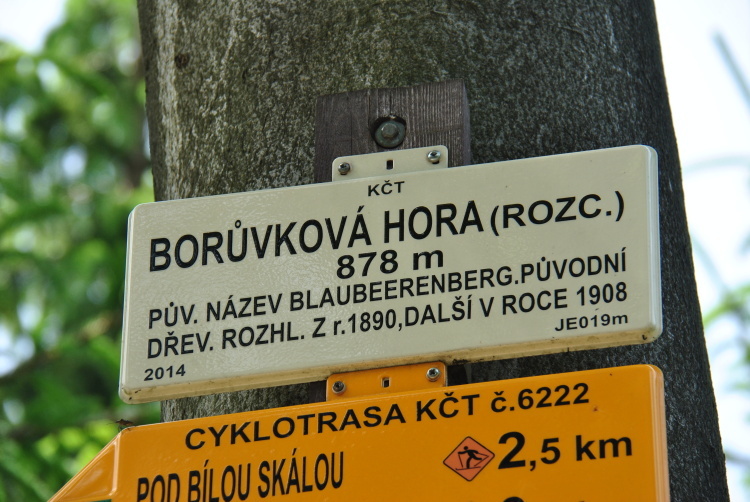 KČT
BORŮVKOVÁ HORA (ROZC.)
878 m
PŮV. NÁZEV BLAUBEERENBERG.PŮVODNÍ
DŘEV. ROZHL. Z r.1890,DALŠÍ V ROCE 1908
2014 JE019m
CYKLOTRASA KČT č.6222
POD BÍLOU SKÁLOU 2,5 km